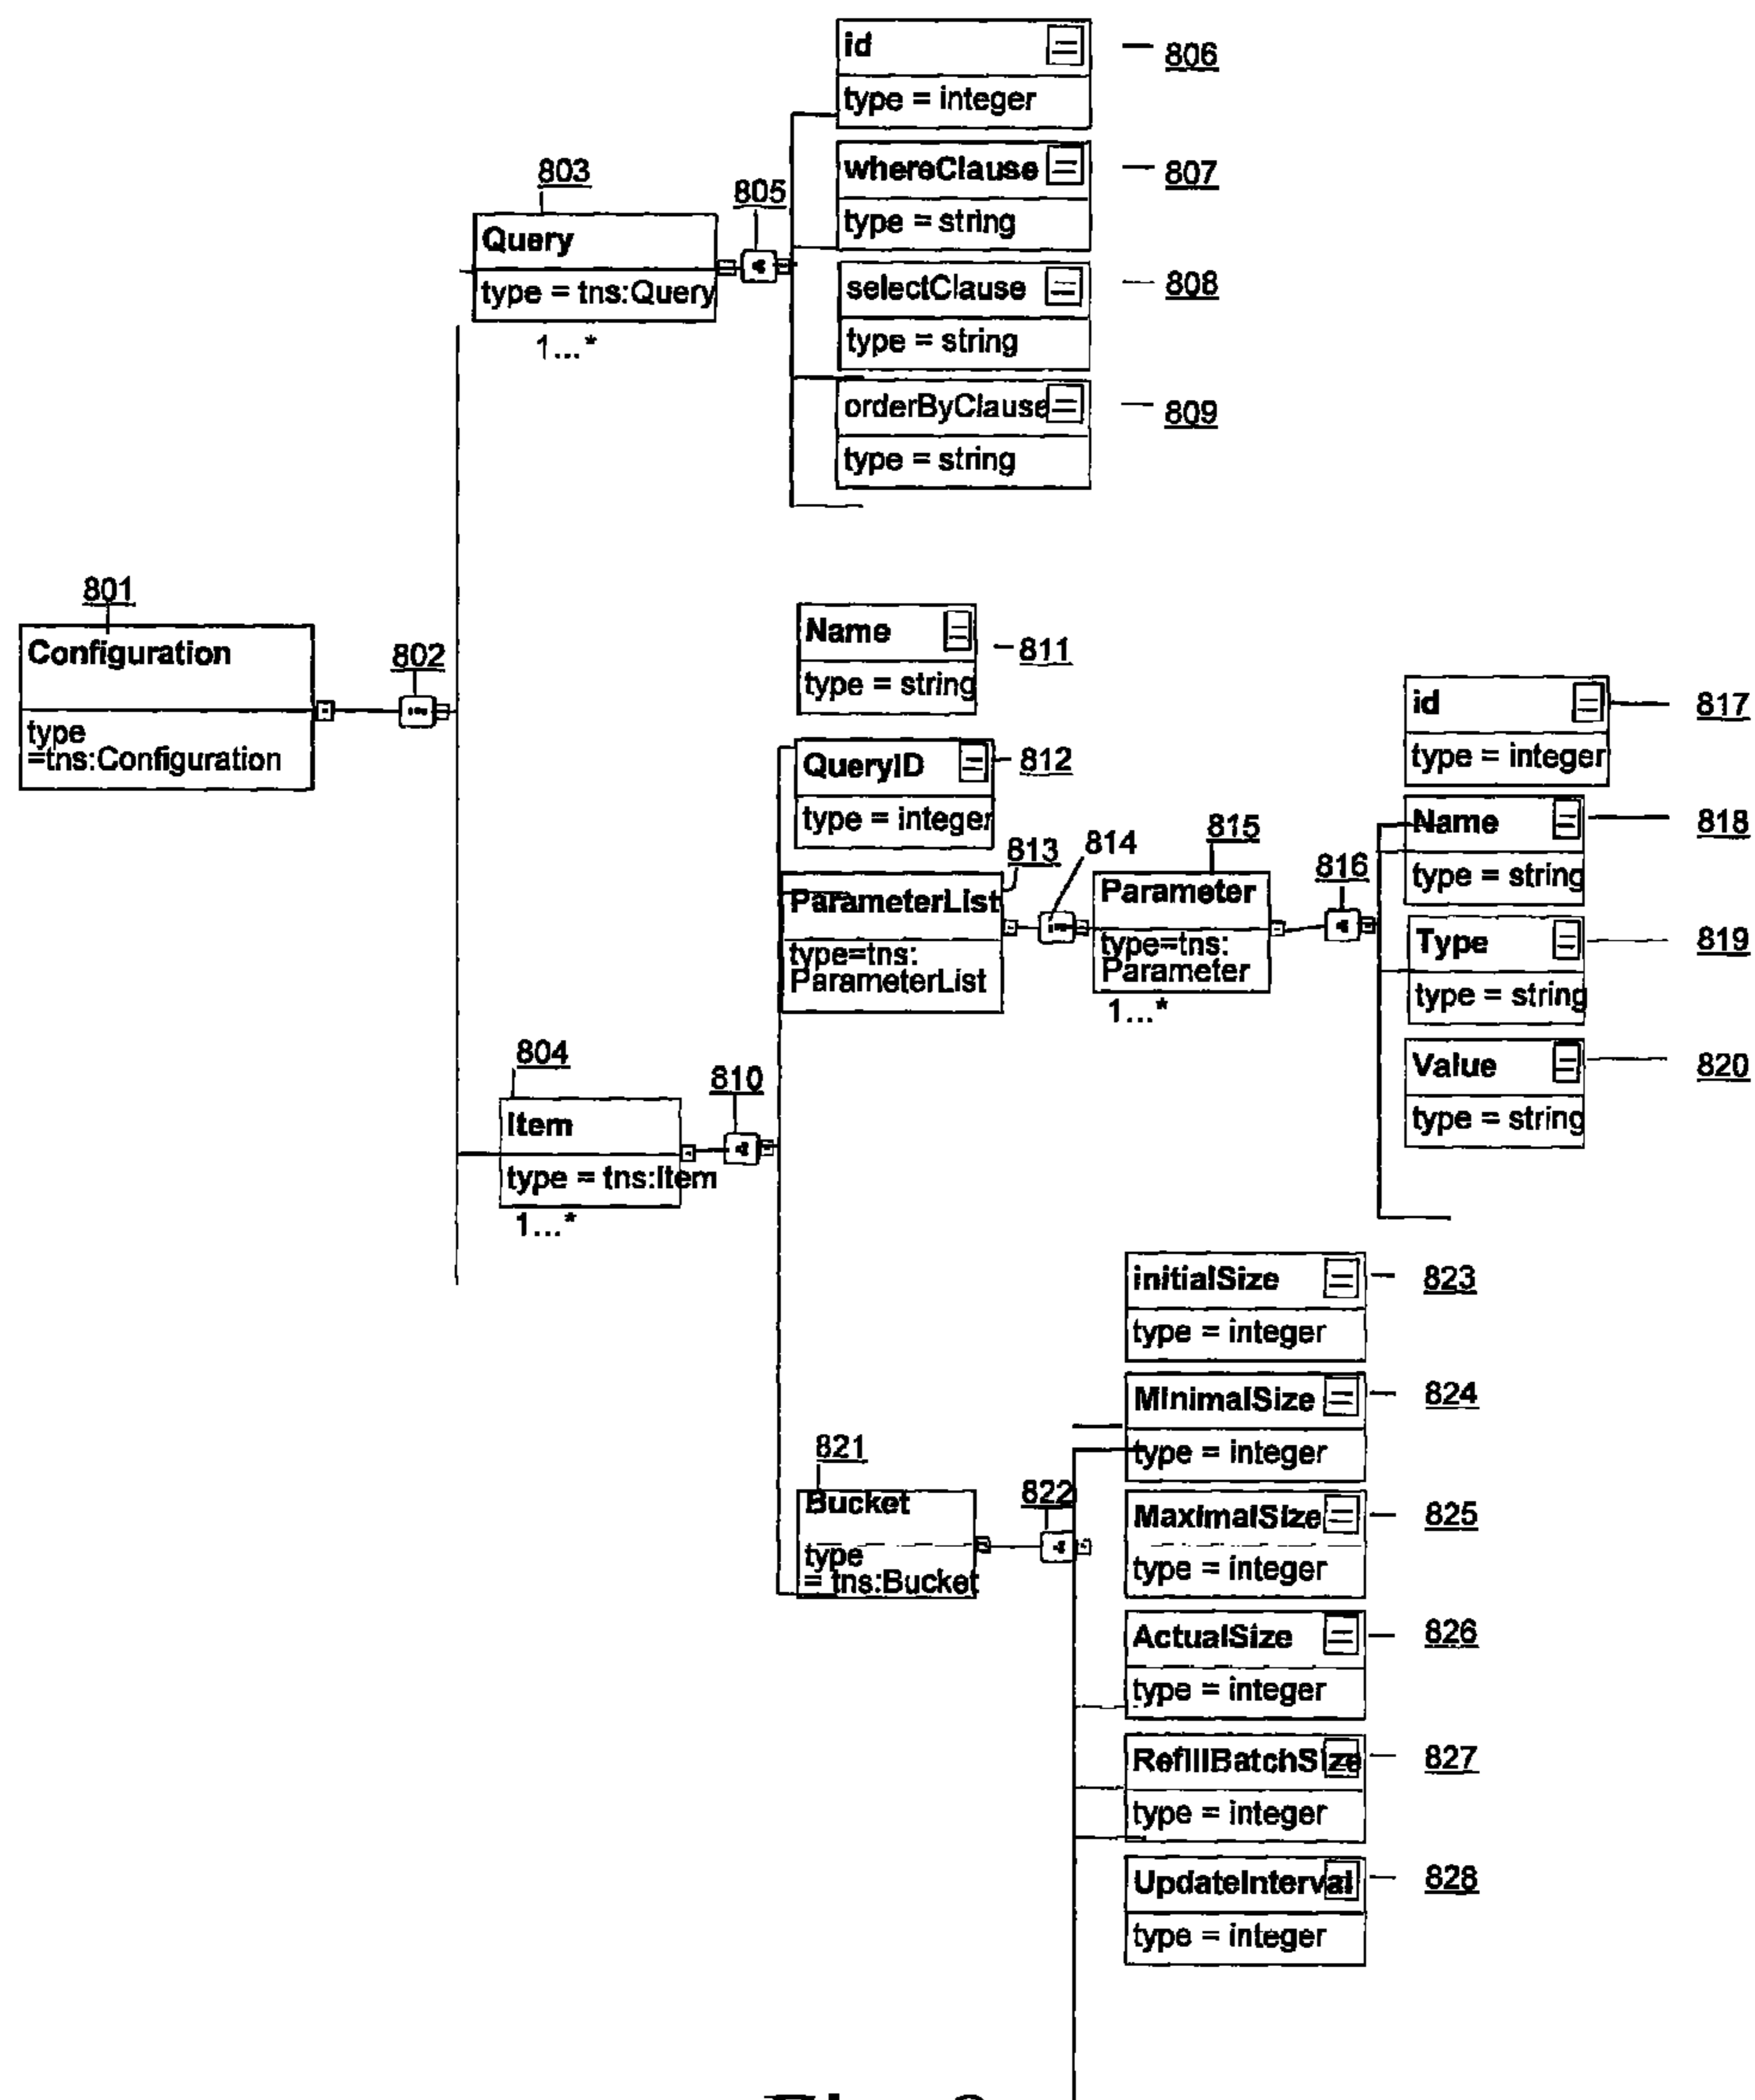 id
806
type = integer
whereClause
807
type = string
selectClause
808
type = string
orderByClause
809
type = string
803
805
Query
type = tns:Query
1...*
801
Configuration
type
=tns:Configuration
802
Name
811
type = string
QueryID
812
type = integer
813
814
815
816
ParameterList
type=tns:
ParameterList
Parameter
type=tns:
Parameter
1...*
id
817
type = integer
Name
818
type = string
Type
819
type = string
Value
820
type = string
804
810
Item
type = tns:Item
1...*
821
822
Bucket
type
= tns:Bucket
initialSize
823
type = integer
MinimalSize
824
type = integer
MaximalSize
825
type = integer
ActualSize
826
type = integer
RefillBatchSize
827
type = integer
UpdateInterval
828
type = integer